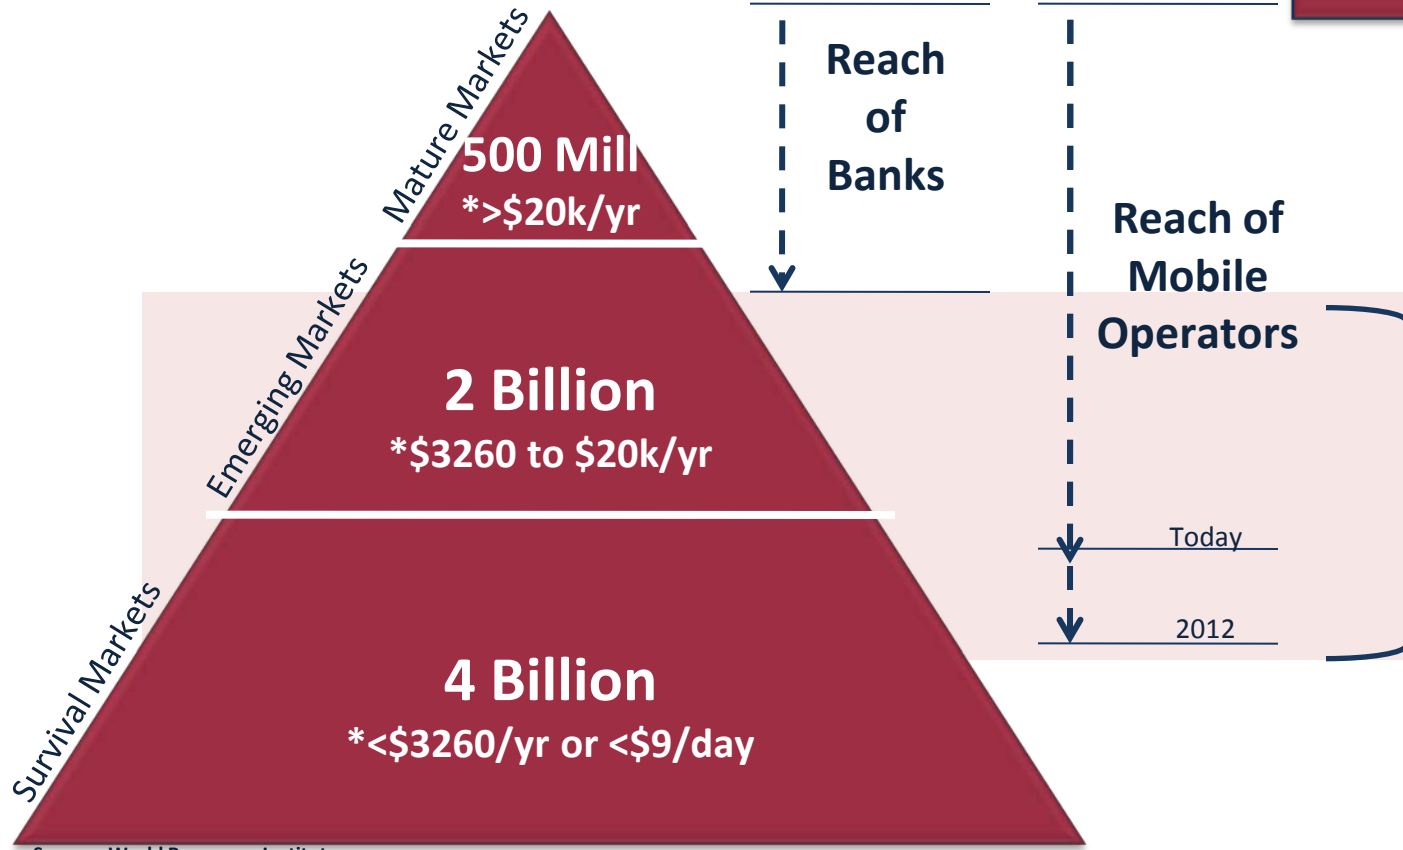 Mature Markets
500 Mill
*>$20k/yr
Reach
of
Banks
Reach of
Mobile
Operators
Emerging Markets
2 Billion
*$3260 to $20k/yr
Today
2012
Survival Markets
4 Billion
*<$3260/yr or <$9/day